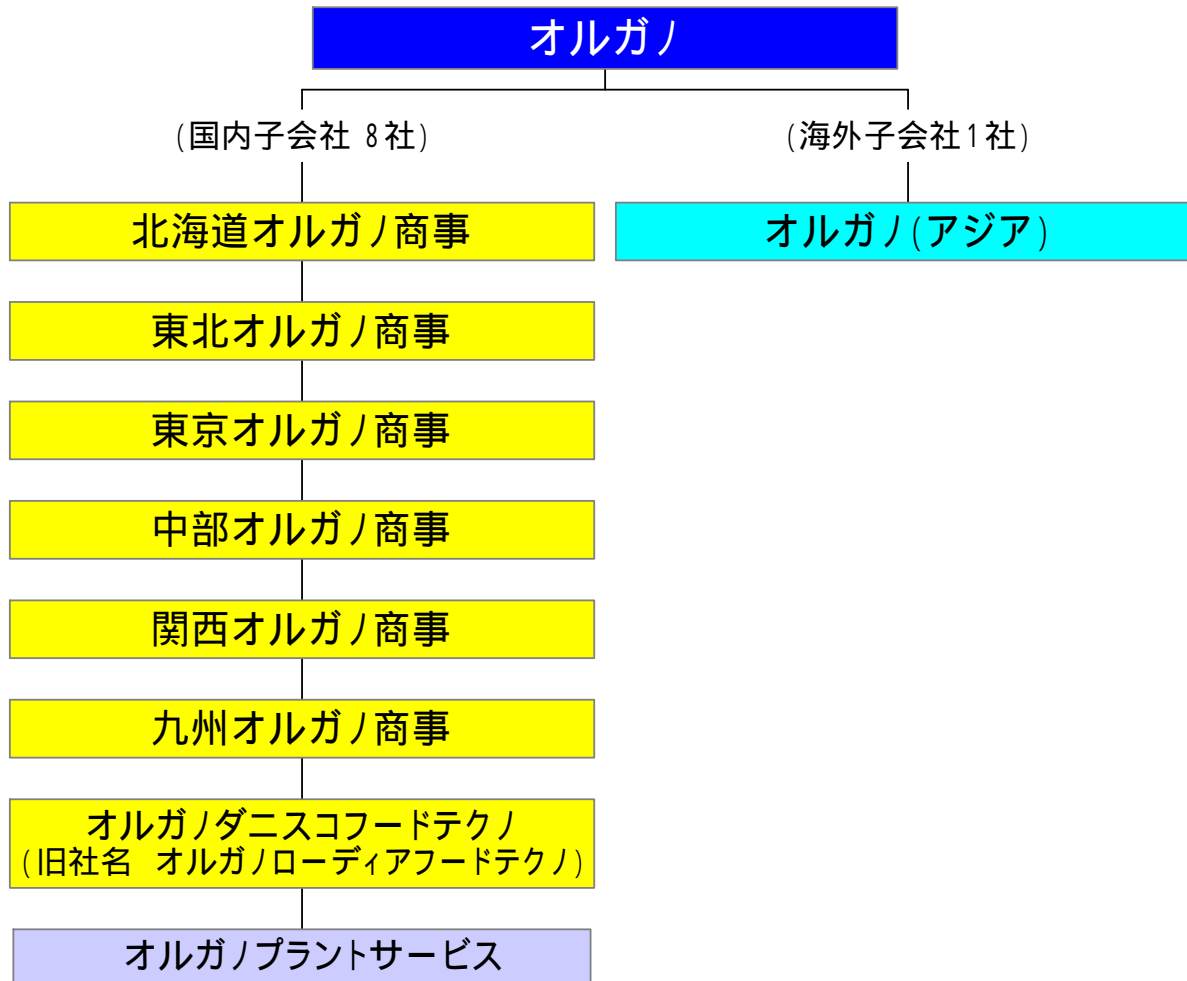 オルガノ
(国内子会社 8社)
(海外子会社1社)
北海道オルガノ商事
オルガノ(アジア)
東北オルガノ商事
東京オルガノ商事
中部オルガノ商事
関西オルガノ商事
九州オルガノ商事
オルガノダニスコフードテクノ
(旧社名 オルガノローディアフードテクノ)
オルガノプラントサービス